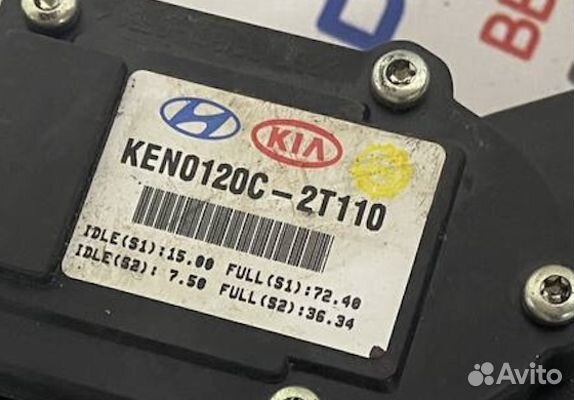 KIA
KEN0120C-2T110
IDLE(S1):15.00 FULL(S1):72.40
IDLE(S2): 7.50 FULL(S2):36.34
Avito